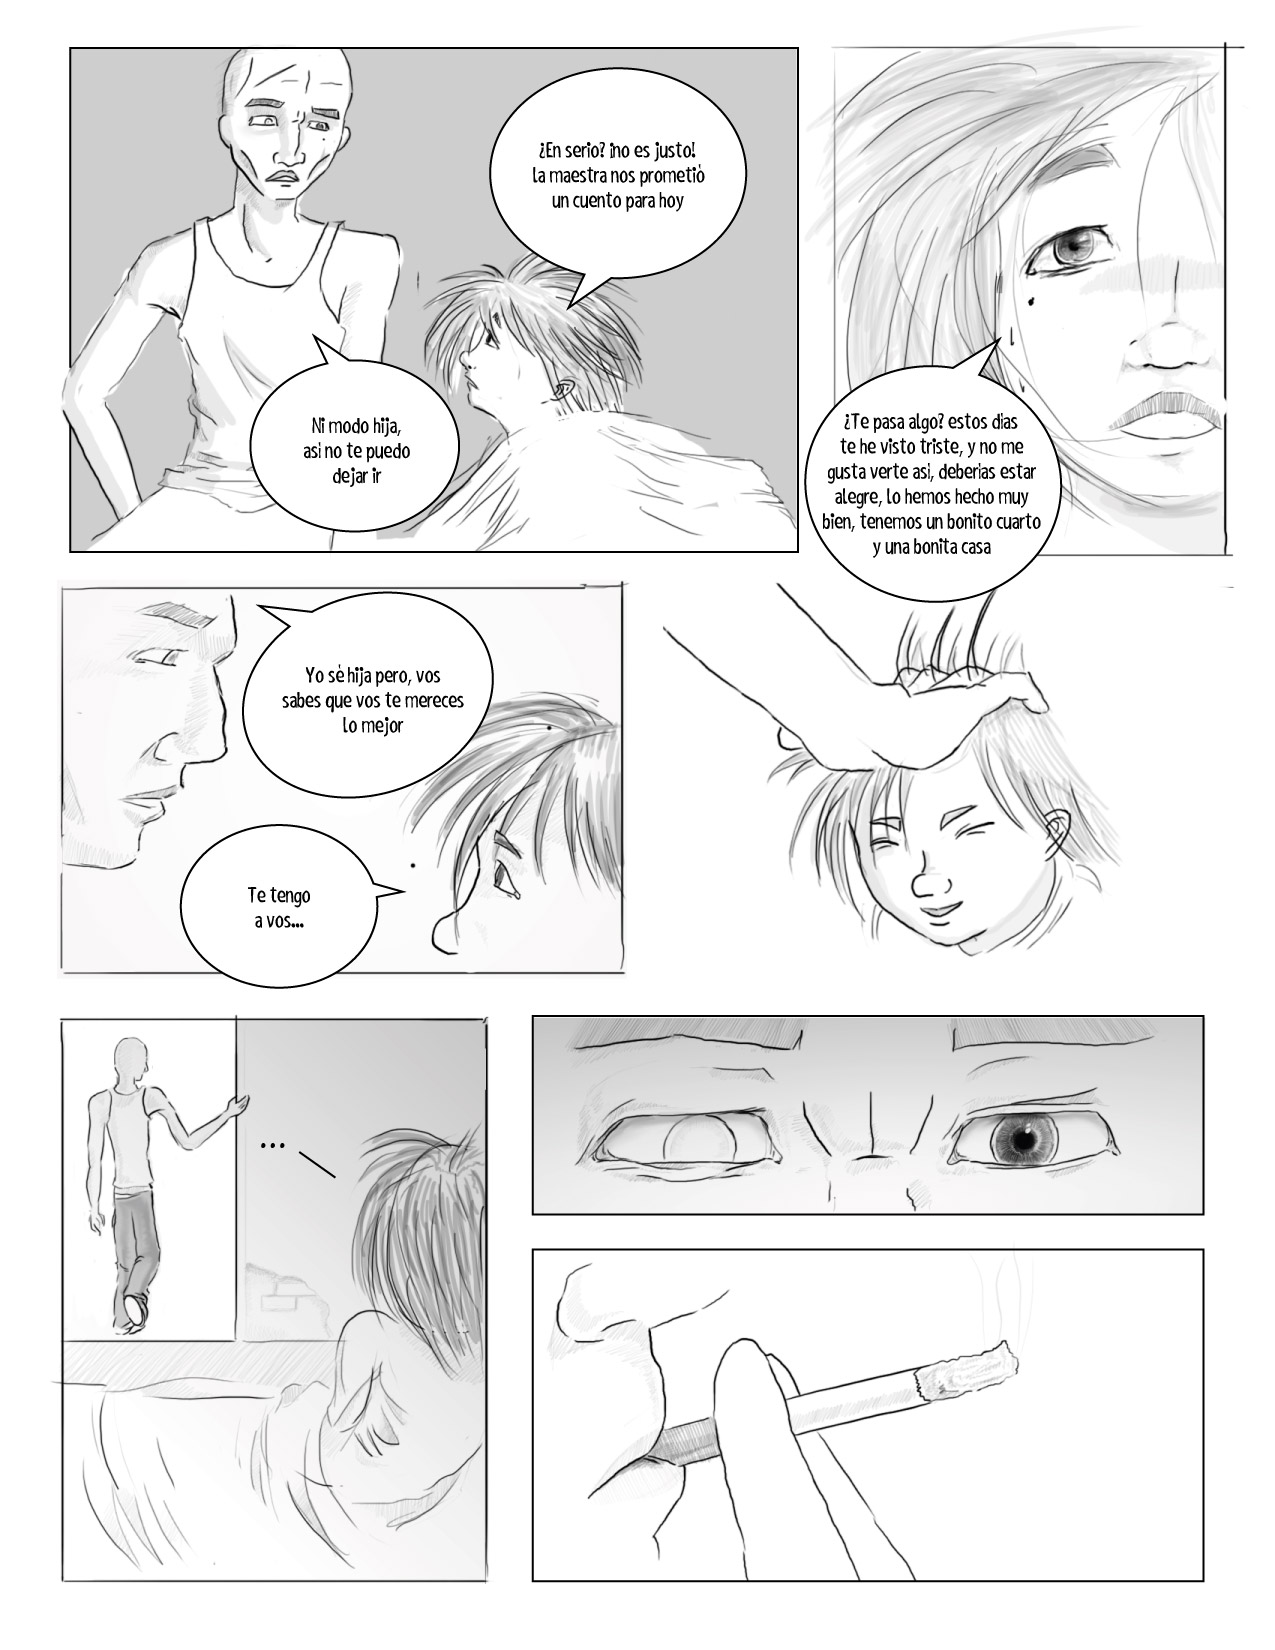 ¿En serio? ¡no es justo!
La maestra nos prometió
un cuento para hoy
Ni modo hija,
asi no te puedo
dejar ir
¿Te pasa algo? estos dias
te he visto triste, y no me
gusta verte asi, deberias estar
alegre, lo hemos hecho muy
bien, tenemos un bonito cuarto
y una bonita casa
Yo sé hija pero, vos
sabes que vos te mereces
lo mejor
Te tengo
a vos...
...